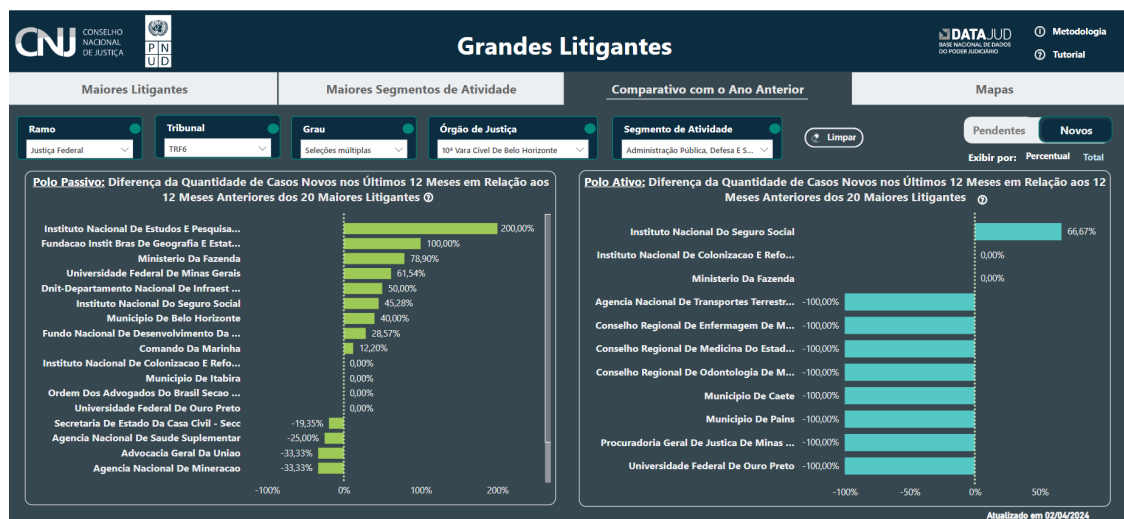 CNJ
CONSELHO
NACIONAL
DE JUSTIÇA
P N
U D
Grandes Litigantes
DATAJUD
BASE NACIONAL DE DADOS
DO PODER JUDICIÁRIO
Metodologia
Tutorial
Maiores Litigantes
Maiores Segmentos de Atividade
Comparativo com o Ano Anterior
Mapas
Ramo
Justiça Federal
Tribunal
TRF6
Grau
Seleções múltiplas
Órgão de Justiça
10ª Vara Cível De Belo Horizonte
Segmento de Atividade
Administração Pública, Defesa E S...
Limpar
Pendentes
Novos
Exibir por: Percentual Total
Polo Passivo: Diferença da Quantidade de Casos Novos nos Últimos 12 Meses em Relação aos
12 Meses Anteriores dos 20 Maiores Litigantes
Instituto Nacional De Estudos E Pesquisa... 200,00%
Fundacao Instit Bras De Geografia E Estat... 100,00%
Ministerio Da Fazenda 78,90%
Universidade Federal De Minas Gerais 61,54%
Dnit-Departamento Nacional De Infraest ... 50,00%
Instituto Nacional Do Seguro Social 45,28%
Municipio De Belo Horizonte 40,00%
Fundo Nacional De Desenvolvimento Da ... 28,57%
Comando Da Marinha 12,20%
Instituto Nacional De Colonizacao E Refo... 0,00%
Municipio De Itabira 0,00%
Ordem Dos Advogados Do Brasil Secao ... 0,00%
Universidade Federal De Ouro Preto 0,00%
Secretaria De Estado Da Casa Civil - Secc -19,35%
Agencia Nacional De Saude Suplementar -25,00%
Advocacia Geral Da Uniao -33,33%
Agencia Nacional De Mineracao -33,33%
-100% 0% 100% 200%
Polo Ativo: Diferença da Quantidade de Casos Novos nos Últimos 12 Meses em Relação aos 12
Meses Anteriores dos 20 Maiores Litigantes
Instituto Nacional Do Seguro Social 66,67%
Instituto Nacional De Colonizacao E Refo... 0,00%
Ministerio Da Fazenda 0,00%
Agencia Nacional De Transportes Terrestr... -100,00%
Conselho Regional De Enfermagem De M... -100,00%
Conselho Regional De Medicina Do Estad... -100,00%
Conselho Regional De Odontologia De M... -100,00%
Municipio De Caete -100,00%
Municipio De Pains -100,00%
Procuradoria Geral De Justica De Minas ... -100,00%
Universidade Federal De Ouro Preto -100,00%
-100% -50% 0% 50%
Atualizado em 02/04/2024